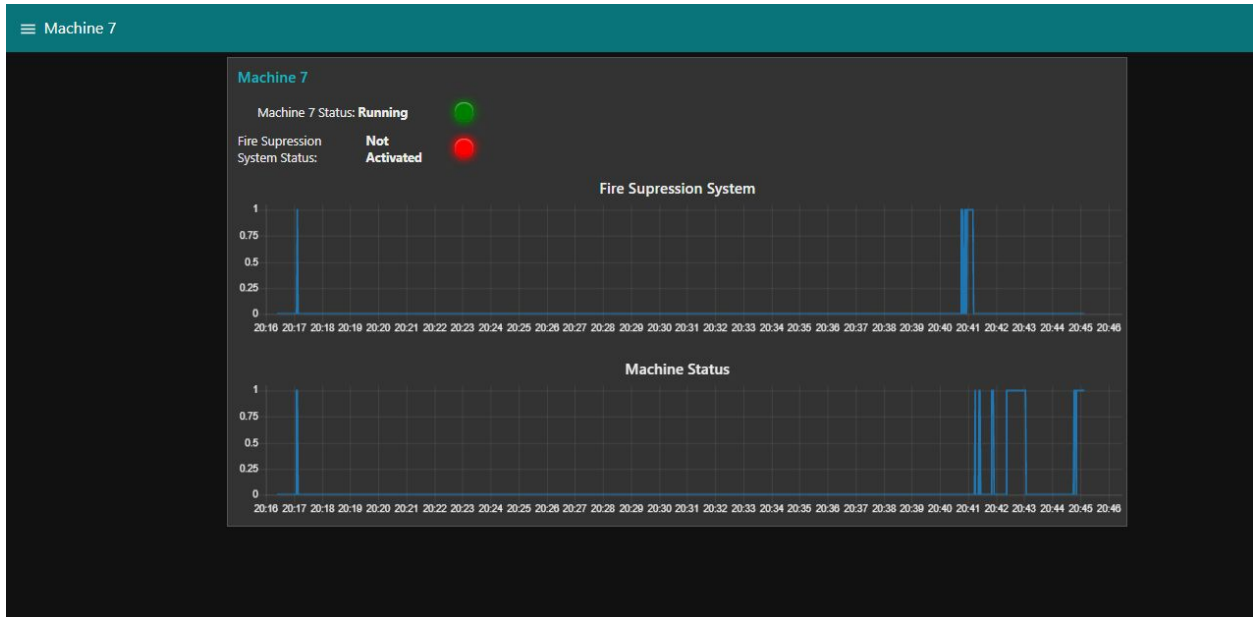 Machine 7
Machine 7
Machine 7 Status: Running
Fire Supression Not
System Status: Activated
Fire Supression System
1
0.75
0.5
0.25
0
20:16 20:17 20:18 20:19 20:20 20:21 20:22 20:23 20:24 20:25 20:26 20:27 20:28 20:29 20:30 20:31 20:32 20:33 20:34 20:35 20:36 20:37 20:38 20:39 20:40 20:41 20:42 20:43 20:44 20:45 20:46
Machine Status
1
0.75
0.5
0.25
0
20:16 20:17 20:18 20:19 20:20 20:21 20:22 20:23 20:24 20:25 20:26 20:27 20:28 20:29 20:30 20:31 20:32 20:33 20:34 20:35 20:36 20:37 20:38 20:39 20:40 20:41 20:42 20:43 20:44 20:45 20:46